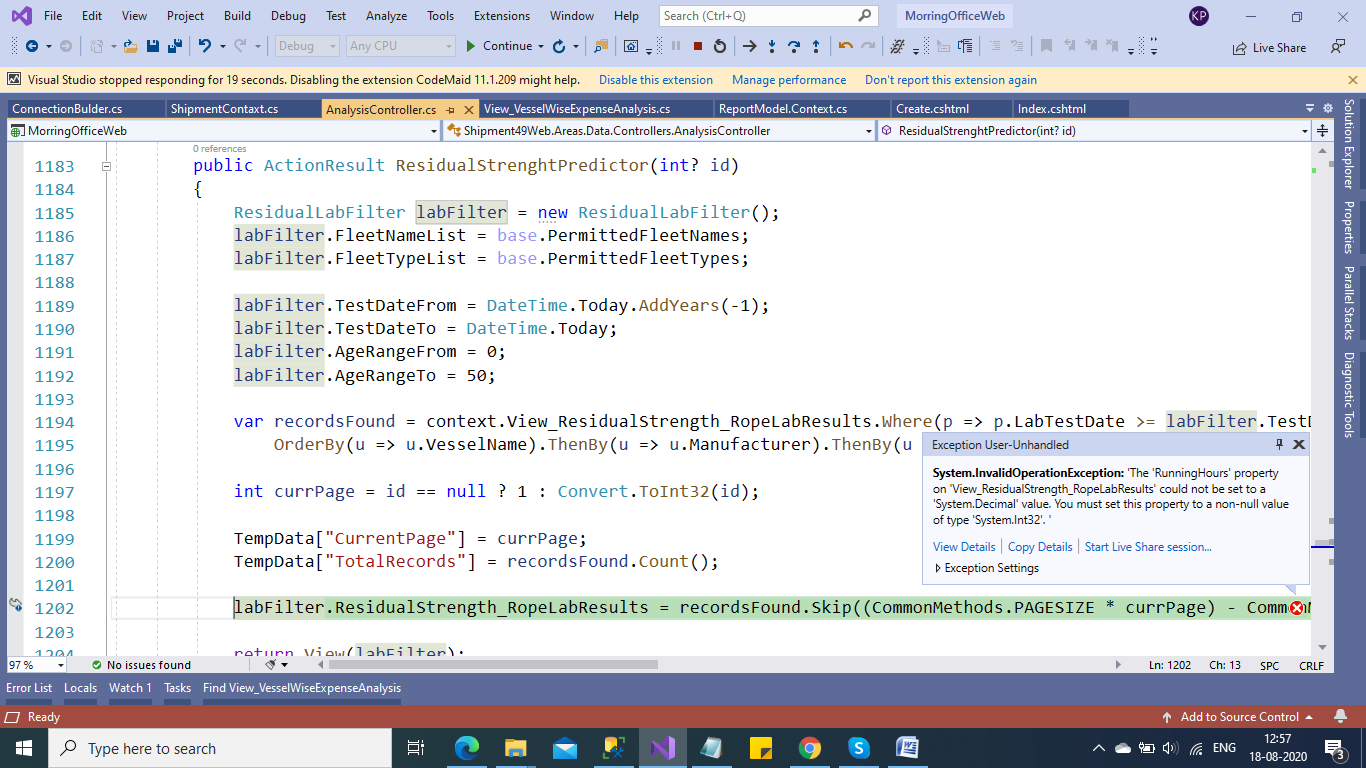 File Edit View Project Build Debug Test Analyze Tools Extensions Window Help Search (Ctrl+Q) MorringOfficeWeb KP
Debug Any CPU Continue Live Share
Visual Studio stopped responding for 19 seconds. Disabling the extension CodeMaid 11.1.209 might help. Disable this extension Manage performance Don't report this extension again
ConnectionBulder.cs ShipmentContaxt.cs AnalysisController.cs View_VesselWiseExpenseAnalysis.cs ReportModel.Context.cs Create.cshtml Index.cshtml
MorringOfficeWeb Shipment49Web.Areas.Data.Controllers.AnalysisController ResidualStrenghtPredictor(int? id)
0 references
1183 public ActionResult ResidualStrenghtPredictor(int? id)
1184 {
1185 ResidualLabFilter labFilter = new ResidualLabFilter();
1186 labFilter.FleetNameList = base.PermittedFleetNames;
1187 labFilter.FleetTypeList = base.PermittedFleetTypes;
1188
1189 labFilter.TestDateFrom = DateTime.Today.AddYears(-1);
1190 labFilter.TestDateTo = DateTime.Today;
1191 labFilter.AgeRangeFrom = 0;
1192 labFilter.AgeRangeTo = 50;
1193
1194 var recordsFound = context.View_ResidualStrength_RopeLabResults.Where(p => p.LabTestDate >= labFilter.TestD
1195 OrderBy(u => u.VesselName).ThenBy(u => u.Manufacturer).ThenBy(u
1196
1197 int currPage = id == null ? 1 : Convert.ToInt32(id);
1198
1199 TempData["CurrentPage"] = currPage;
1200 TempData["TotalRecords"] = recordsFound.Count();
1201
1202 labFilter.ResidualStrength_RopeLabResults = recordsFound.Skip((CommonMethods.PAGESIZE * currPage) - Comm
1203
1204 return View(labFilter);
Exception User-Unhandled
System.InvalidOperationException: 'The 'RunningHours' property
on 'View_ResidualStrength_RopeLabResults' could not be set to a
'System.Decimal' value. You must set this property to a non-null value
of type 'System.Int32'. '
View Details Copy Details Start Live Share session...
Exception Settings
Solution Explorer
Properties
Parallel Stacks
Diagnostic Tools
97 % No issues found Ln: 1202 Ch: 13 SPC CRLF
Error List Locals Watch 1 Tasks Find View_VesselWiseExpenseAnalysis
Ready Add to Source Control
Type here to search ENG 12:57
18-08-2020 3